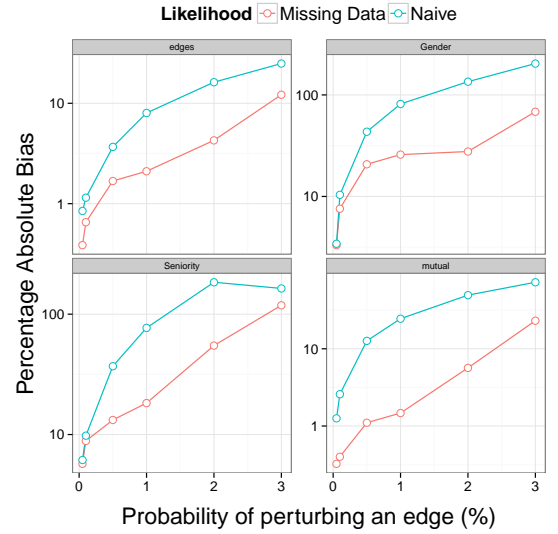 Likelihood Missing Data Naive
edges
Gender
10
1
100
10
Seniority
mutual
100
10
10
1
0 1 2 3
0 1 2 3
Percentage Absolute Bias
Probability of perturbing an edge (%)